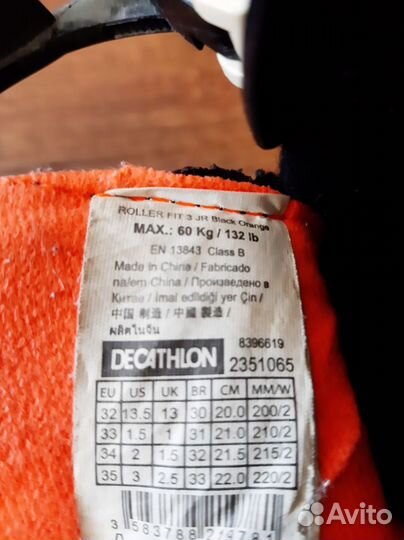 ROLLER FIT 3 JR Black Orange
MAX.: 60 Kg / 132 lb
EN 13843 Class B
Made in China / Fabricado
na/em China / Произведено в
Китае / Imal edildiği yer Çin /
中国 制造 / 中國 製造 /
ผลิตในจีน
8396619
DECATHLON 2351065
EU US UK BR CM MM/W
32 13.5 13 30 20.0 200/2
33 1.5 1 31 21.0 210/2
34 2 1.5 32 21.5 215/2
35 3 2.5 33 22.0 220/2
3 583788
Avito